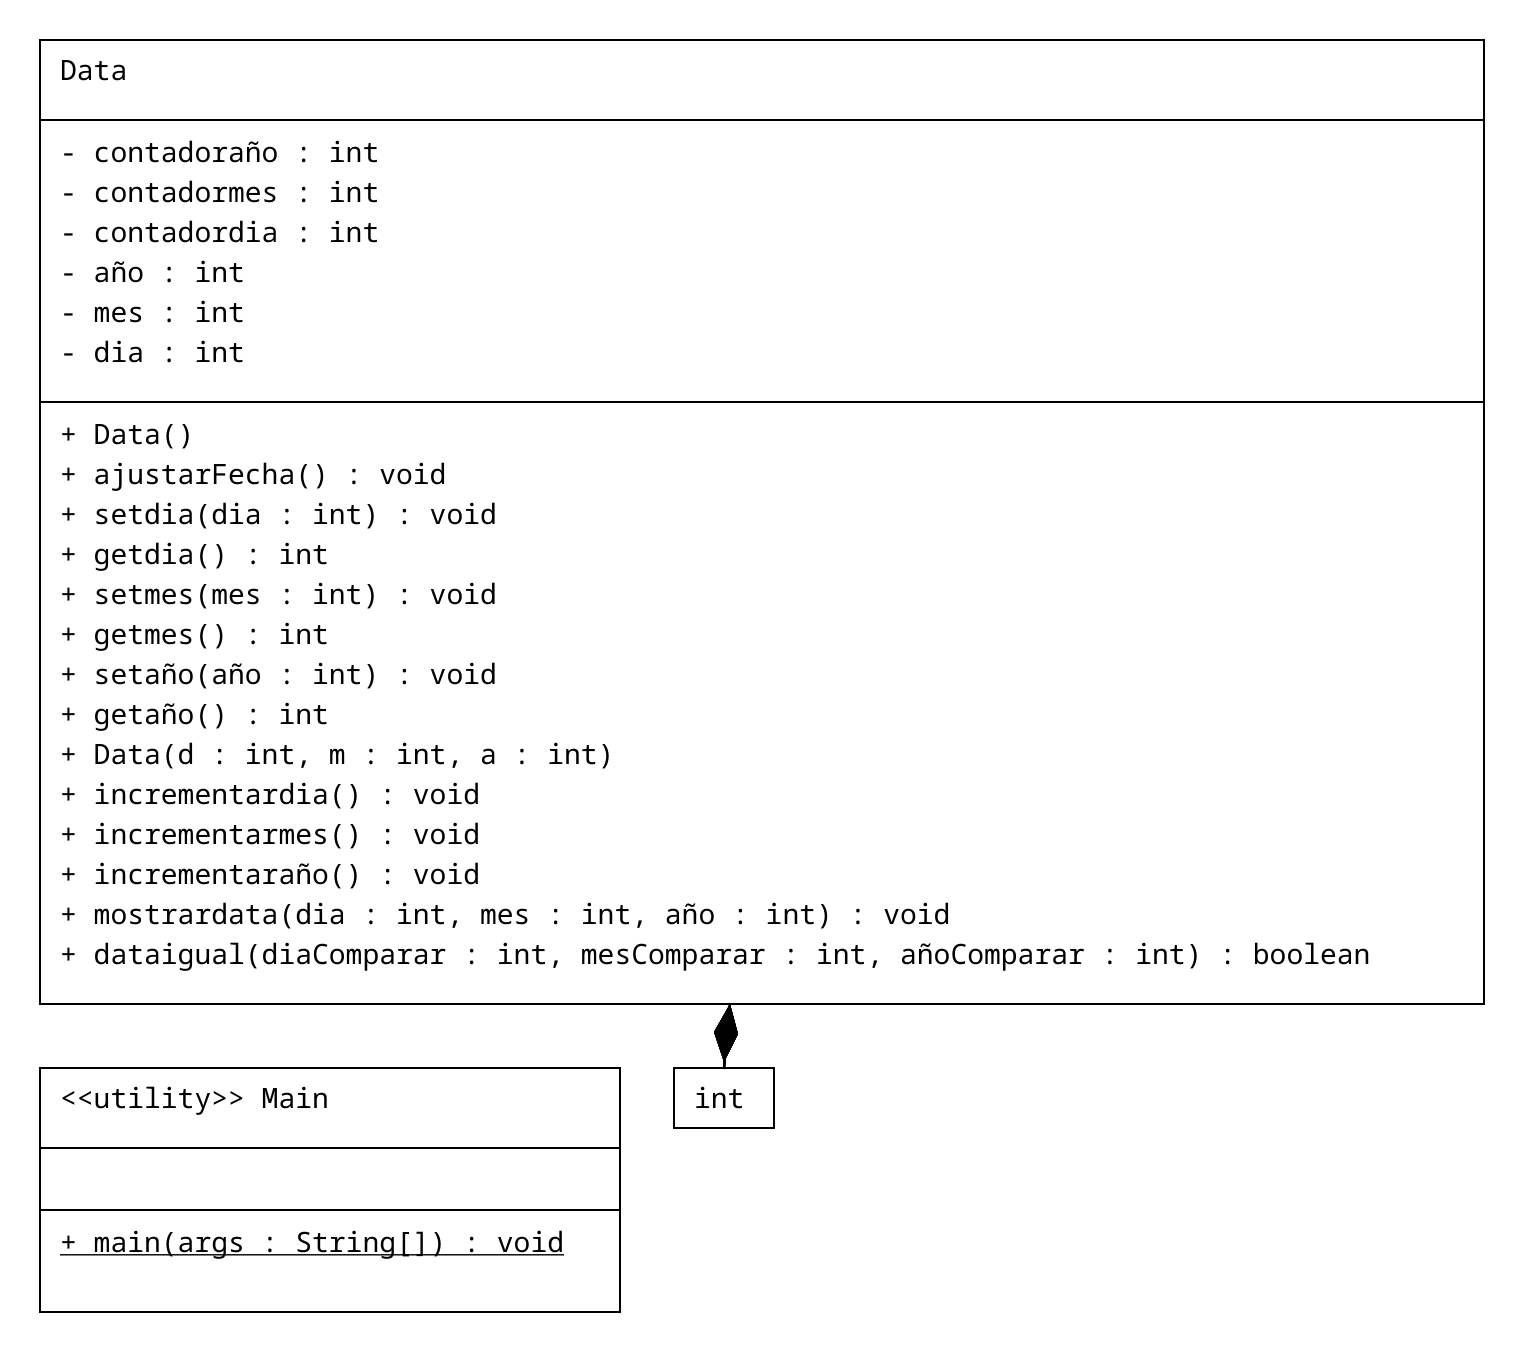 Data
- contadoraño : int
- contadormes : int
- contadordia : int
- año : int
- mes : int
- dia : int
+ Data()
+ ajustarFecha() : void
+ setdia(dia : int) : void
+ getdia() : int
+ setmes(mes : int) : void
+ getmes() : int
+ setaño(año : int) : void
+ getaño() : int
+ Data(d : int, m : int, a : int)
+ incrementardia() : void
+ incrementarmes() : void
+ incrementaraño() : void
+ mostrardata(dia : int, mes : int, año : int) : void
+ dataigual(diaComparar : int, mesComparar : int, añoComparar : int) : boolean
<<utility>> Main
+ main(args : String[]) : void
int